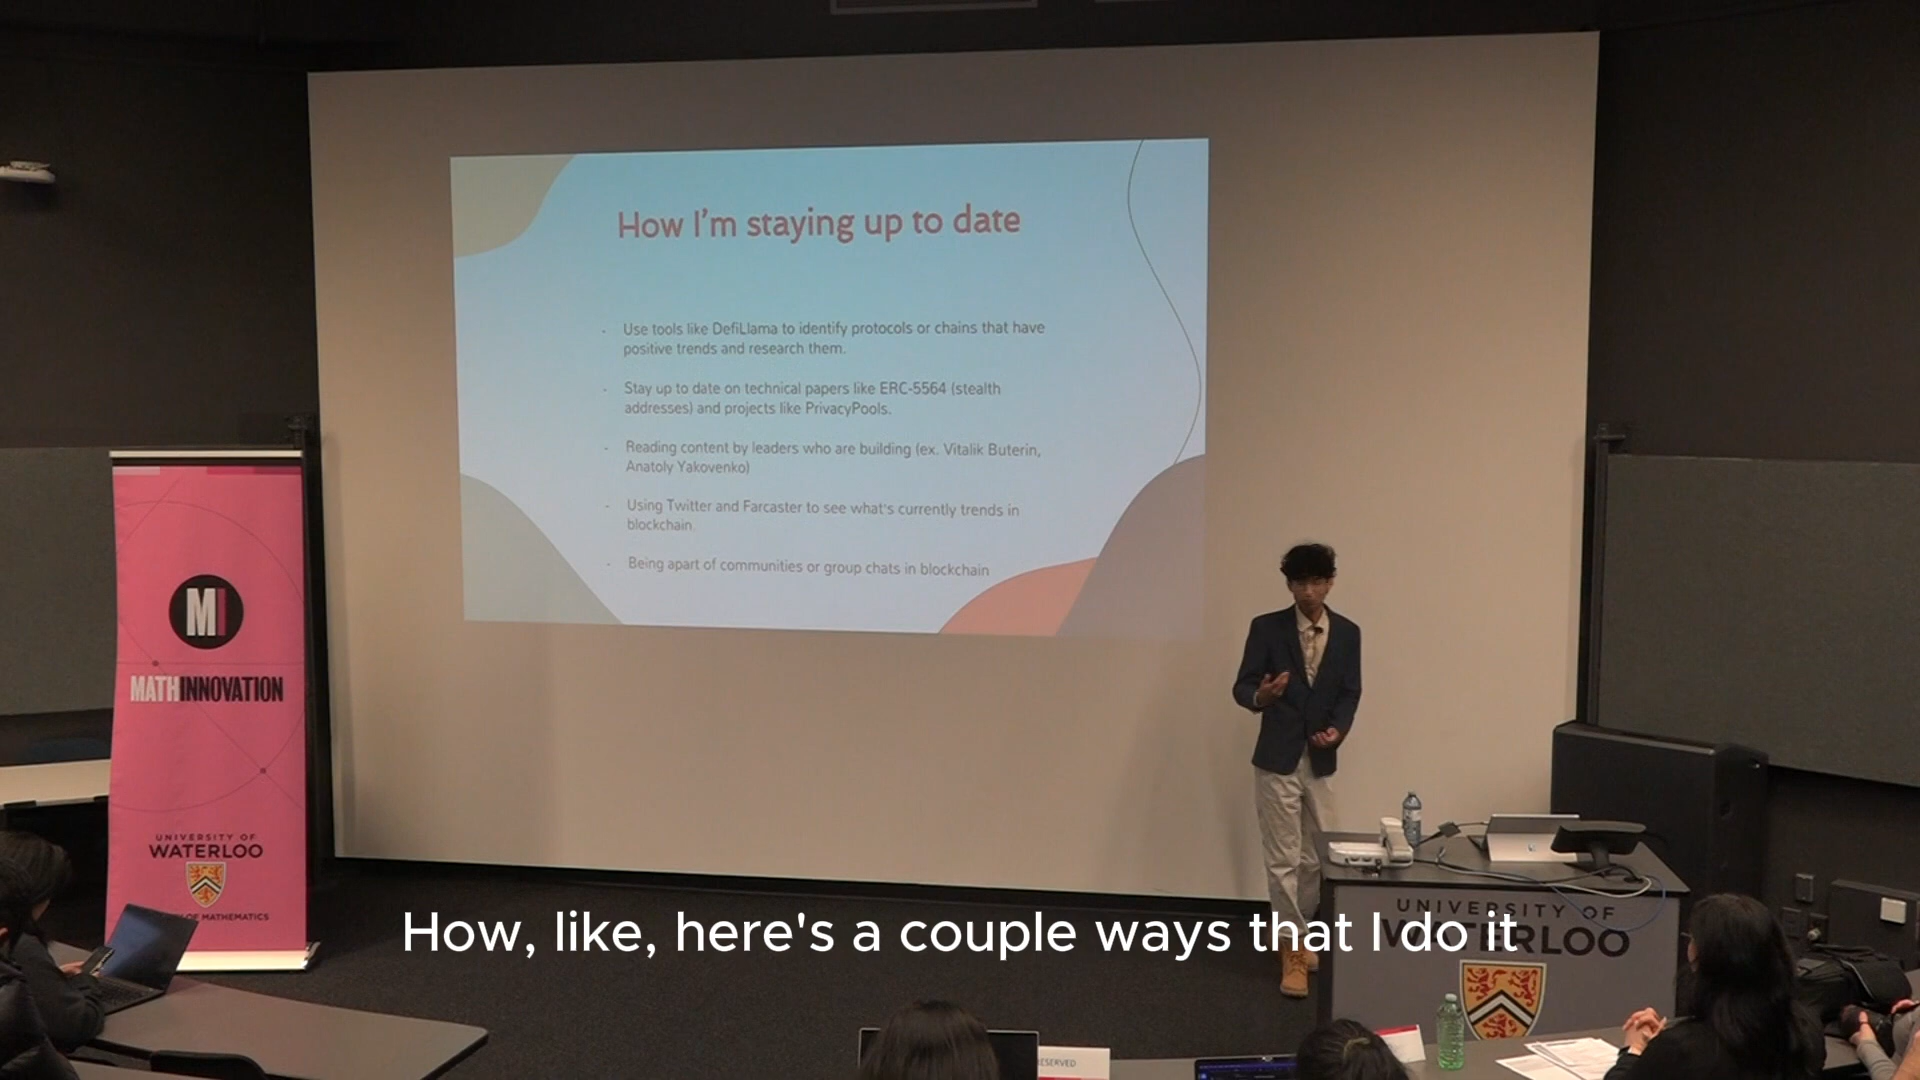 How I'm staying up to date
- Use tools like DefiLlama to identify protocols or chains that have
positive trends and research them.
- Stay up to date on technical papers like ERC-5564 (stealth
addresses) and projects like PrivacyPools.
- Reading content by leaders who are building (ex. Vitalik Buterin,
Anatoly Yakovenko)
- Using Twitter and Farcaster to see what's currently trends in
blockchain.
- Being apart of communities or group chats in blockchain
MI
MATHINNOVATION
UNIVERSITY OF
WATERLOO
OF MATHEMATICS
How, like, here's a couple ways that I do it
UNIVERSITY OF
WATERLOO
RESERVED